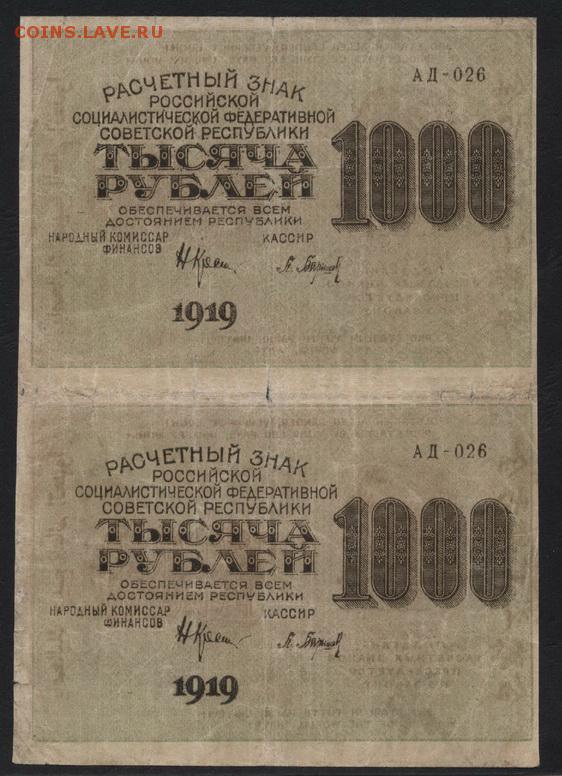 COINS.LAVE.RU
АД-026
РАСЧЕТНЫЙ ЗНАК
РОССИЙСКОЙ
СОЦИАЛИСТИЧЕСКОЙ ФЕДЕРАТИВНОЙ
СОВЕТСКОЙ РЕСПУБЛИКИ
ТЫСЯЧА
РУБЛЕЙ
1000
ОБЕСПЕЧИВАЕТСЯ ВСЕМ
ДОСТОЯНИЕМ РЕСПУБЛИКИ
НАРОДНЫЙ КОМИССАР
ФИНАНСОВ
КАССИР
1919
АД-026
РАСЧЕТНЫЙ ЗНАК
РОССИЙСКОЙ
СОЦИАЛИСТИЧЕСКОЙ ФЕДЕРАТИВНОЙ
СОВЕТСКОЙ РЕСПУБЛИКИ
ТЫСЯЧА
РУБЛЕЙ
1000
ОБЕСПЕЧИВАЕТСЯ ВСЕМ
ДОСТОЯНИЕМ РЕСПУБЛИКИ
НАРОДНЫЙ КОМИССАР
ФИНАНСОВ
КАССИР
1919